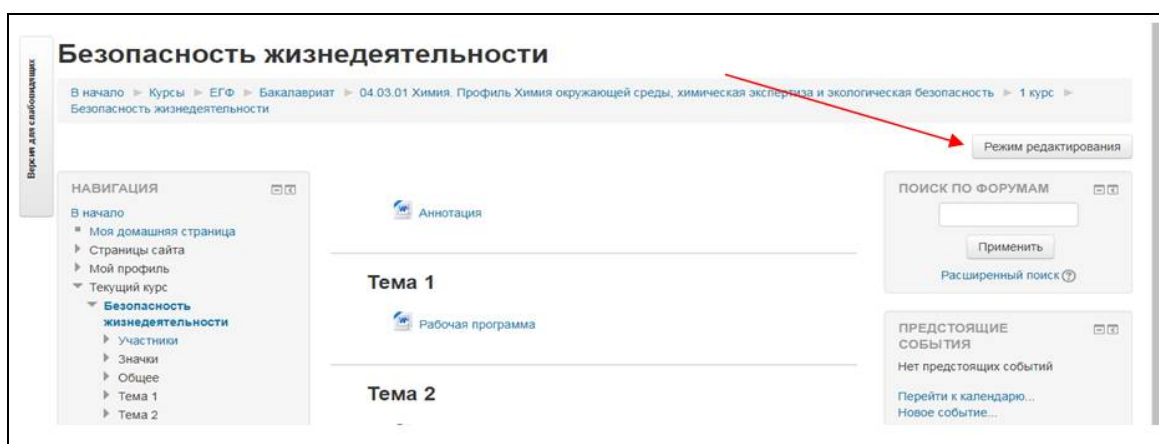 Версия для слабовидящих
Безопасность жизнедеятельности
В начало ► Курсы ► ЕГФ ► Бакалавриат ► 04.03.01 Химия. Профиль Химия окружающей среды, химическая экспертиза и экологическая безопасность ► 1 курс ►
Безопасность жизнедеятельности
Режим редактирования
НАВИГАЦИЯ
В начало
Моя домашняя страница
Страницы сайта
Мой профиль
Текущий курс
Безопасность
жизнедеятельности
Участники
Значки
Общее
Тема 1
Тема 2
Аннотация
Тема 1
Рабочая программа
Тема 2
ПОИСК ПО ФОРУМАМ
Применить
Расширенный поиск
ПРЕДСТОЯЩИЕ
СОБЫТИЯ
Нет предстоящих событий
Перейти к календарю...
Новое событие...